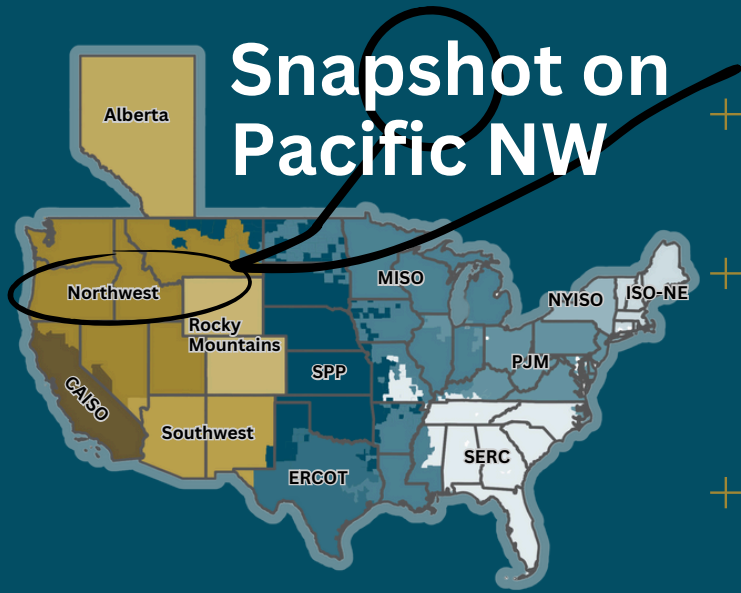 Snapshot on
Pacific NW
Alberta
MISO
NYISO
ISO-NE
Northwest
Rocky
Mountains
PJM
SPP
CAISO
Southwest
SERC
ERCOT